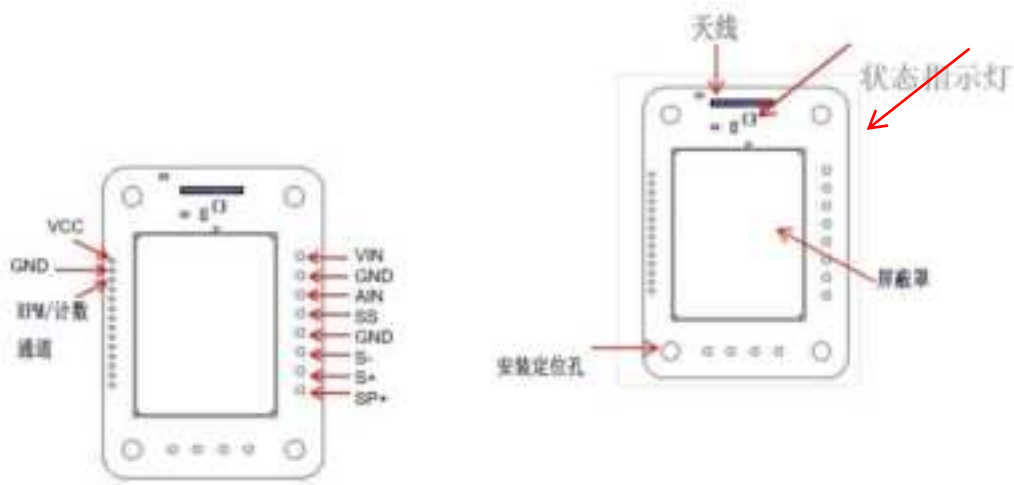 天线
状态指示灯
屏蔽罩
安装定位孔
VCC
GND
RPM/计数
通道
VIN
GND
AIN
SS
GND
S-
S+
SP+